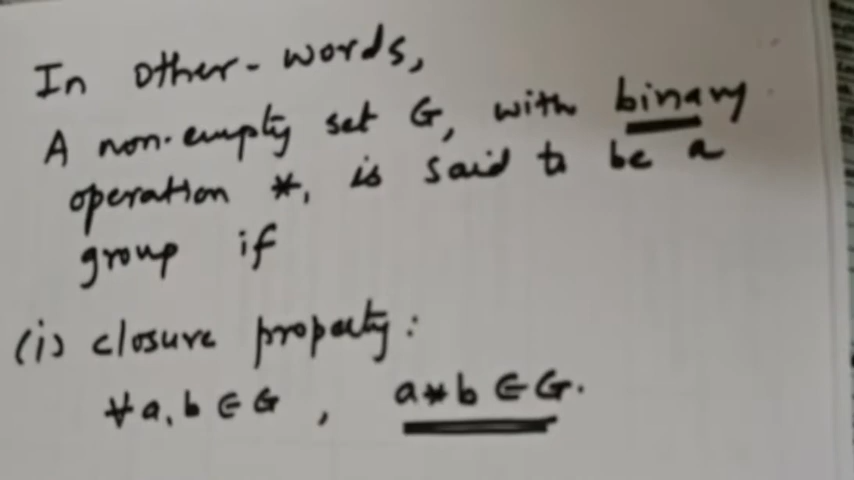 In other-words,
A non-empty set G, with binary
operation *, is said to be a
group if
(i) closure property:
∀ a, b ∈ G , a * b ∈ G.